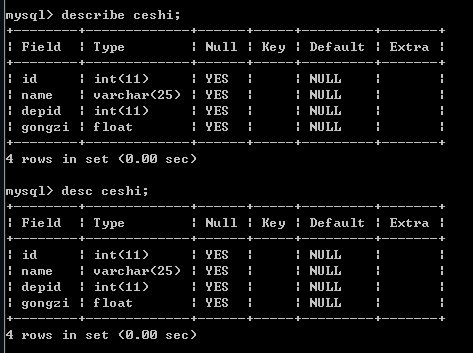 mysql> describe ceshi;
+--------+-------------+------+-----+---------+-------+
| Field  | Type        | Null | Key | Default | Extra |
+--------+-------------+------+-----+---------+-------+
| id     | int(11)     | YES  |     | NULL    |       |
| name   | varchar(25) | YES  |     | NULL    |       |
| depid  | int(11)     | YES  |     | NULL    |       |
| gongzi | float       | YES  |     | NULL    |       |
+--------+-------------+------+-----+---------+-------+
4 rows in set (0.00 sec)
mysql> desc ceshi;
+--------+-------------+------+-----+---------+-------+
| Field  | Type        | Null | Key | Default | Extra |
+--------+-------------+------+-----+---------+-------+
| id     | int(11)     | YES  |     | NULL    |       |
| name   | varchar(25) | YES  |     | NULL    |       |
| depid  | int(11)     | YES  |     | NULL    |       |
| gongzi | float       | YES  |     | NULL    |       |
+--------+-------------+------+-----+---------+-------+
4 rows in set (0.00 sec)